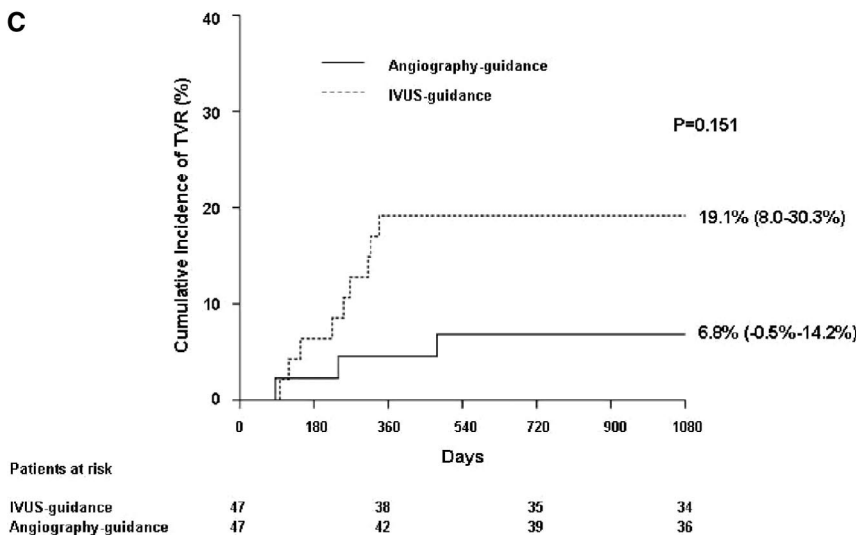 C
Cumulative Incidence of TVR (%)
40
30
20
10
0
Angiography-guidance
IVUS-guidance
P=0.151
19.1% (8.0-30.3%)
6.8% (-0.5%-14.2%)
0 180 360 540 720 900 1080
Days
Patients at risk
IVUS-guidance 47 38 35 34
Angiography-guidance 47 42 39 36